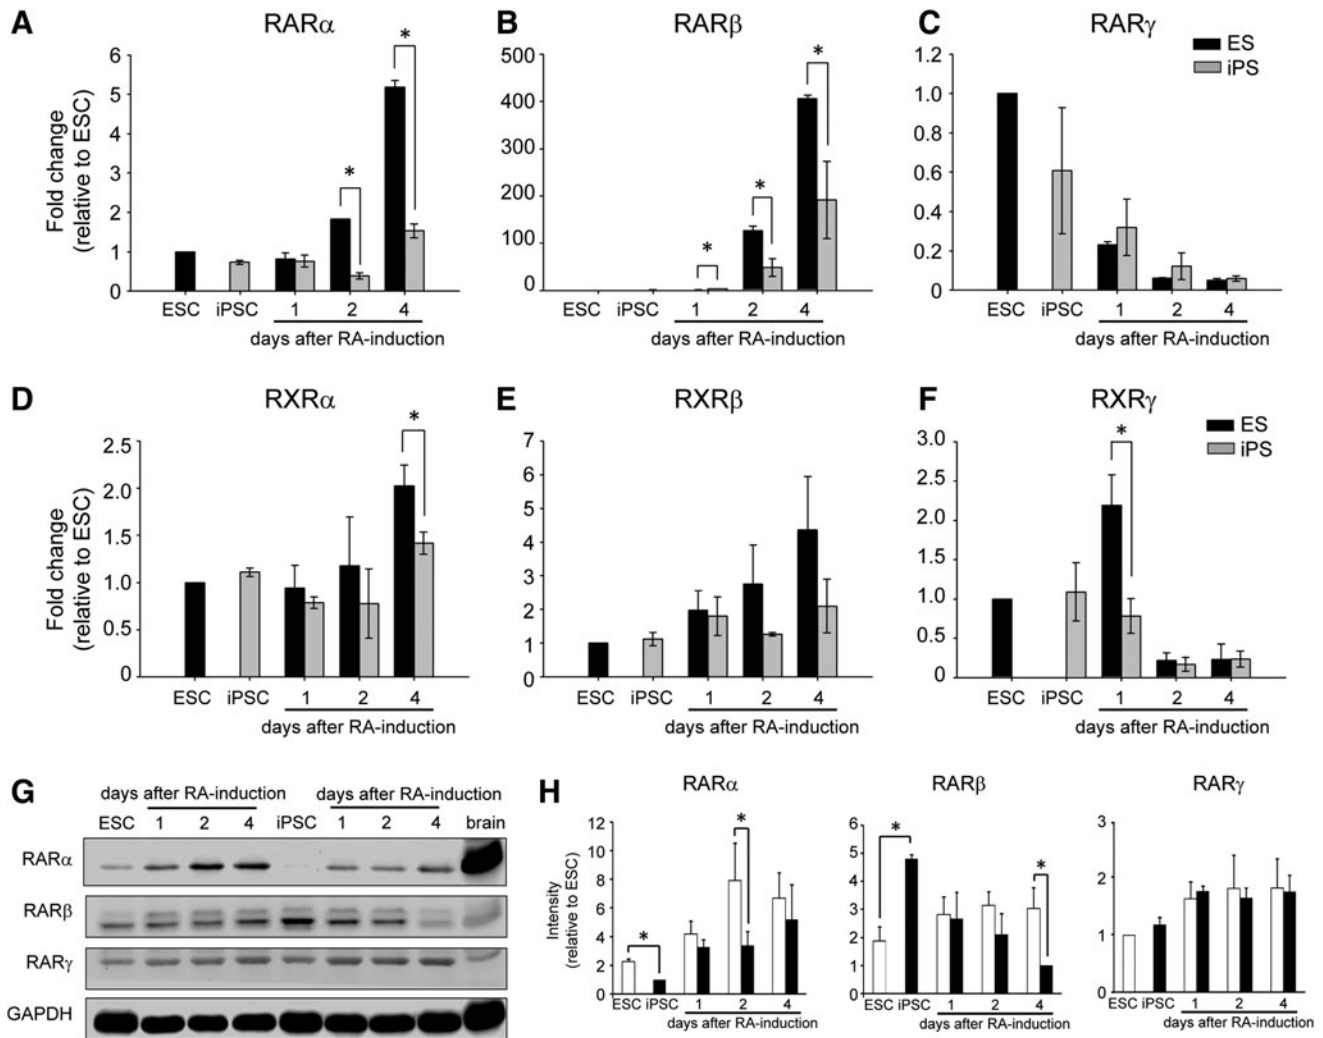 A
RARα
Fold change
(relative to ESC)
6
5
4
3
2
1
0
*
*
ESC
iPSC
1
2
4
days after RA-induction
B
RARβ
500
400
300
200
100
0
*
*
*
ESC
iPSC
1
2
4
days after RA-induction
C
RARγ
ES
iPS
1.2
1.0
0.8
0.6
0.4
0.2
0
ESC
iPSC
1
2
4
days after RA-induction
D
RXRα
Fold change
(relative to ESC)
2.5
2.0
1.5
1.0
0.5
0
*
ESC
iPSC
1
2
4
days after RA-induction
E
RXRβ
7
6
5
4
3
2
1
0
ESC
iPSC
1
2
4
days after RA-induction
F
RXRγ
ES
iPS
3.0
2.5
2.0
1.5
1.0
0.5
0
*
ESC
iPSC
1
2
4
days after RA-induction
G
days after RA-induction
days after RA-induction
ESC 1 2 4 iPSC 1 2 4 brain
RARα
RARβ
RARγ
GAPDH
H
RARα
Intensity
(relative to ESC)
12
10
8
6
4
2
0
*
*
ESC iPSC 1 2 4
days after RA-induction
RARβ
6
5
4
3
2
1
0
*
*
ESC iPSC 1 2 4
days after RA-induction
RARγ
3
2
1
0
ESC iPSC 1 2 4
days after RA-induction